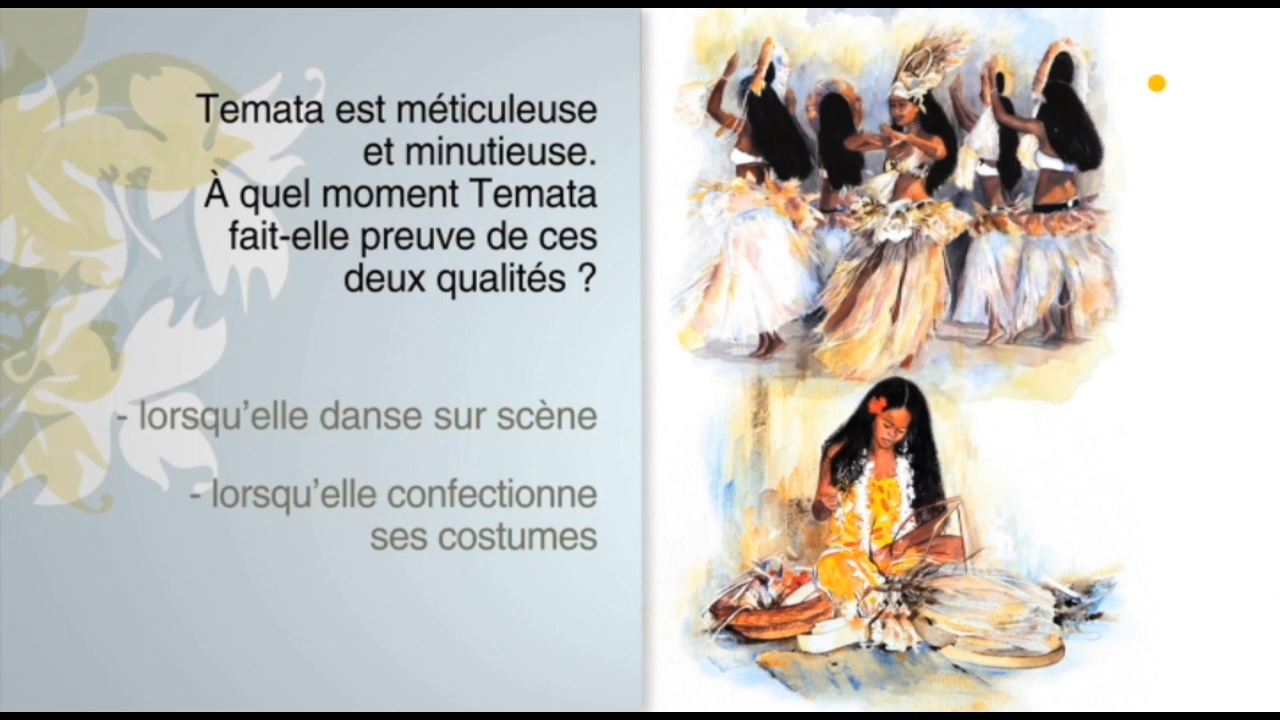 Temata est méticuleuse
et minutieuse.
À quel moment Temata
fait-elle preuve de ces
deux qualités ?
- lorsqu’elle danse sur scène
- lorsqu’elle confectionne
ses costumes